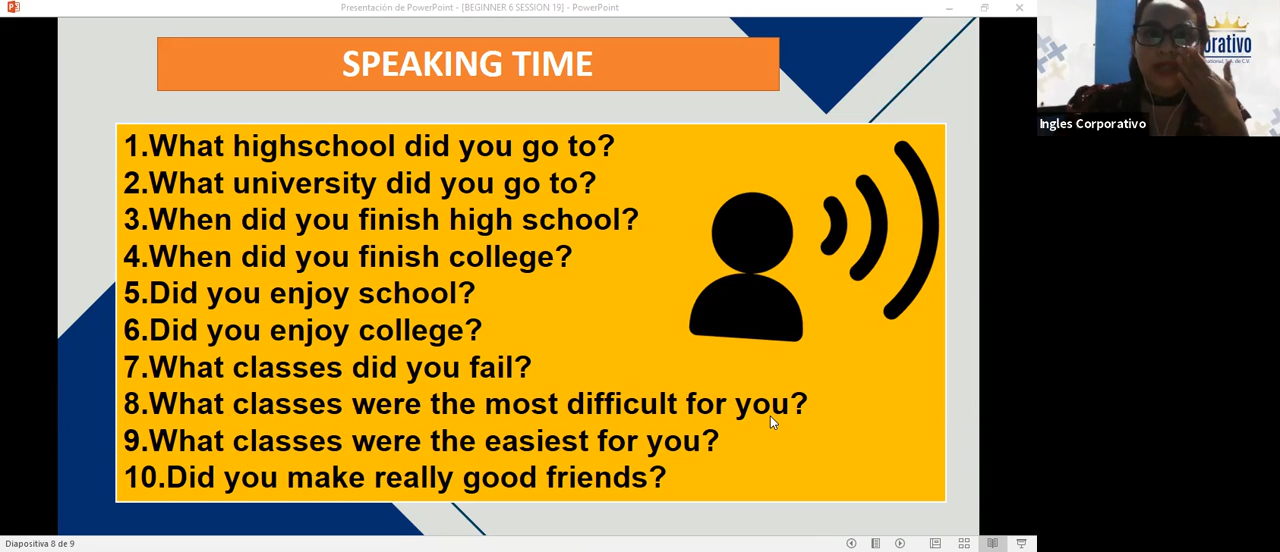 Presentación de PowerPoint - [BEGINNER 6 SESSION 19] - PowerPoint
SPEAKING TIME
1.What highschool did you go to?
2.What university did you go to?
3.When did you finish high school?
4.When did you finish college?
5.Did you enjoy school?
6.Did you enjoy college?
7.What classes did you fail?
8.What classes were the most difficult for you?
9.What classes were the easiest for you?
10.Did you make really good friends?
Diapositiva 8 de 9
orativo
Ingles Corporativo